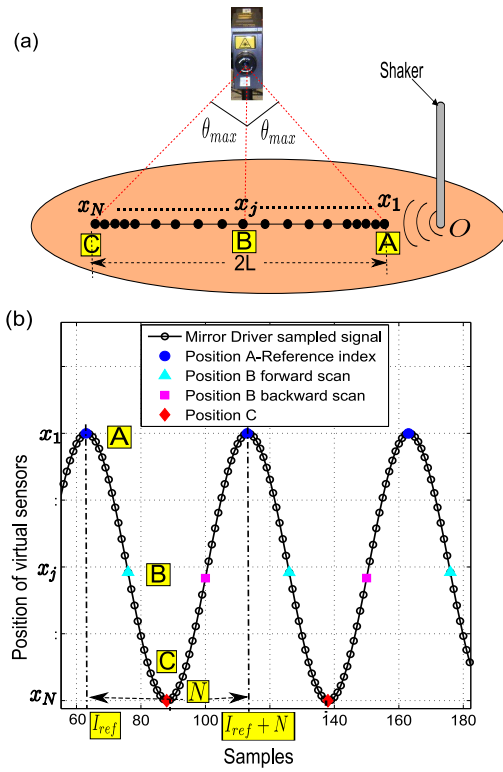 (a)
Shaker
θmax θmax
xN xj x1
C B A O
2L
(b)
Mirror Driver sampled signal
Position A-Reference index
Position B forward scan
Position B backward scan
Position C
Position of virtual sensors
x1 A
xj B
C
xN N
60 80 100 120 140 160 180
Iref Iref + N
Samples